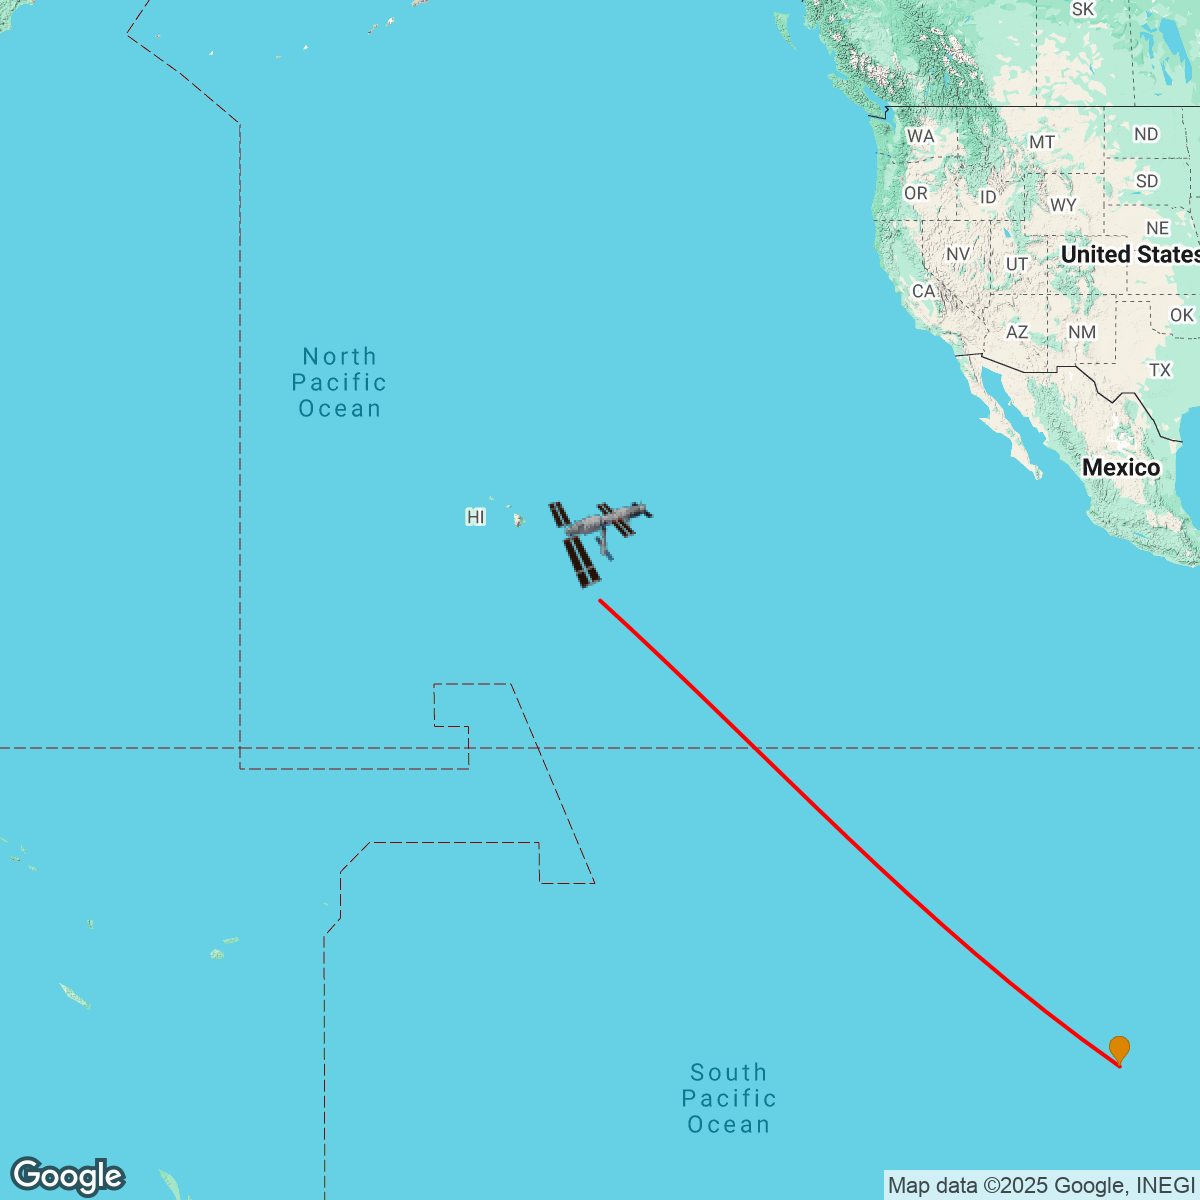 SK
WA
MT
ND
OR
ID
SD
WY
NE
NV
UT
United States
CA
OK
AZ
NM
TX
North
Pacific
Ocean
Mexico
HI
South
Pacific
Ocean
Google
Map data ©2025 Google, INEGI